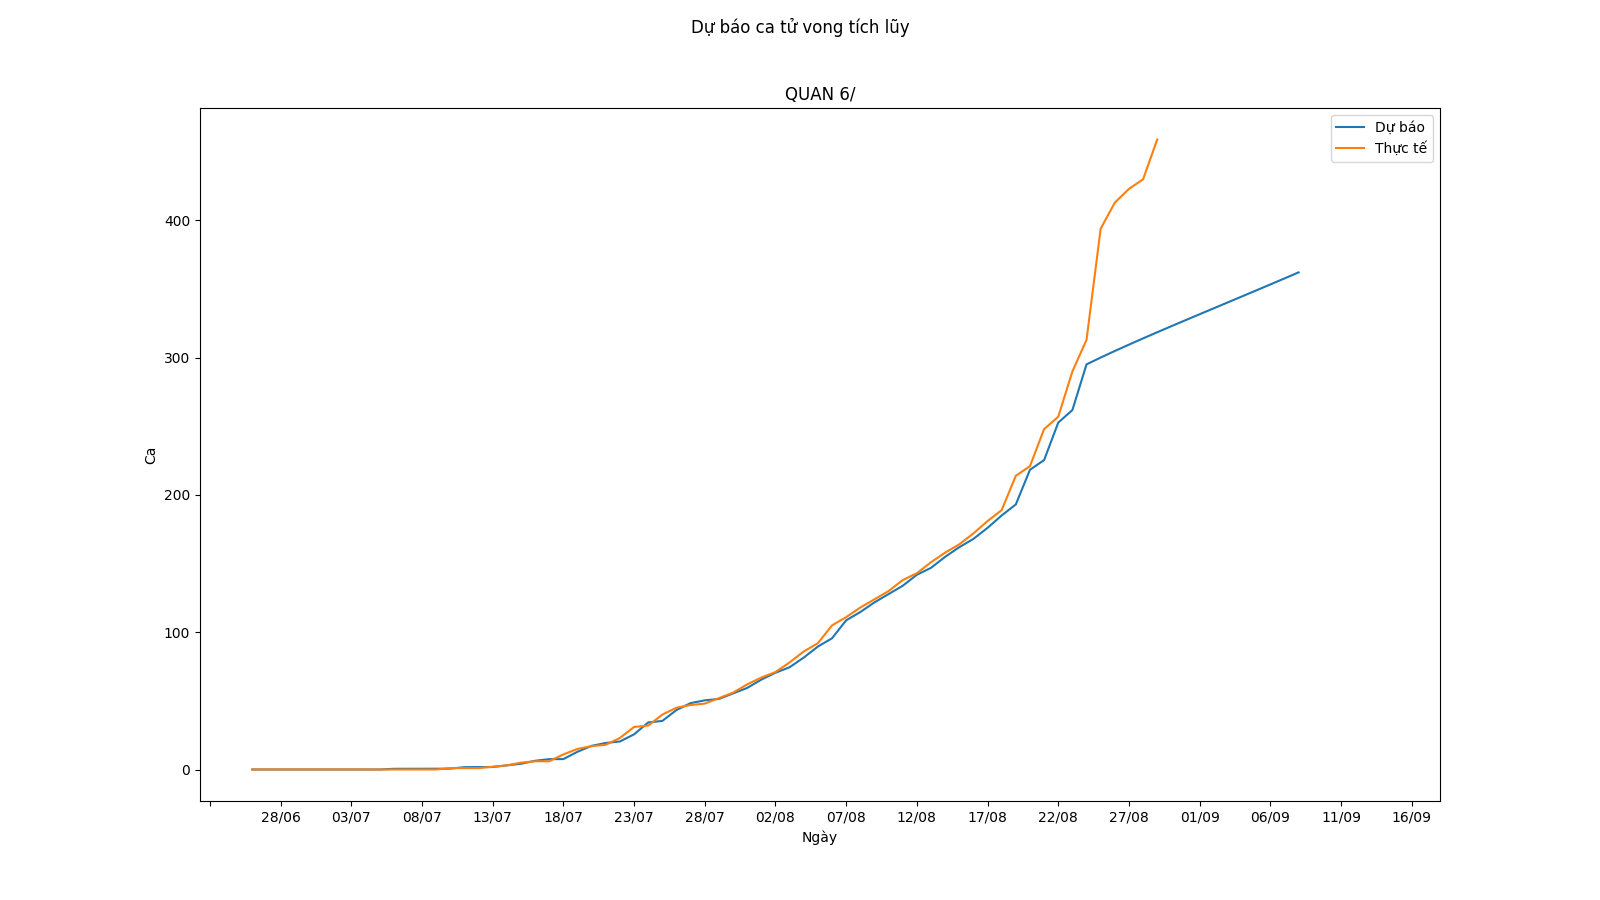 Dự báo ca tử vong tích lũy
QUAN 6/
Dự báo
Thực tế
400
300
200
100
0
Ca
28/06 03/07 08/07 13/07 18/07 23/07 28/07 02/08 07/08 12/08 17/08 22/08 27/08 01/09 06/09 11/09 16/09
Ngày